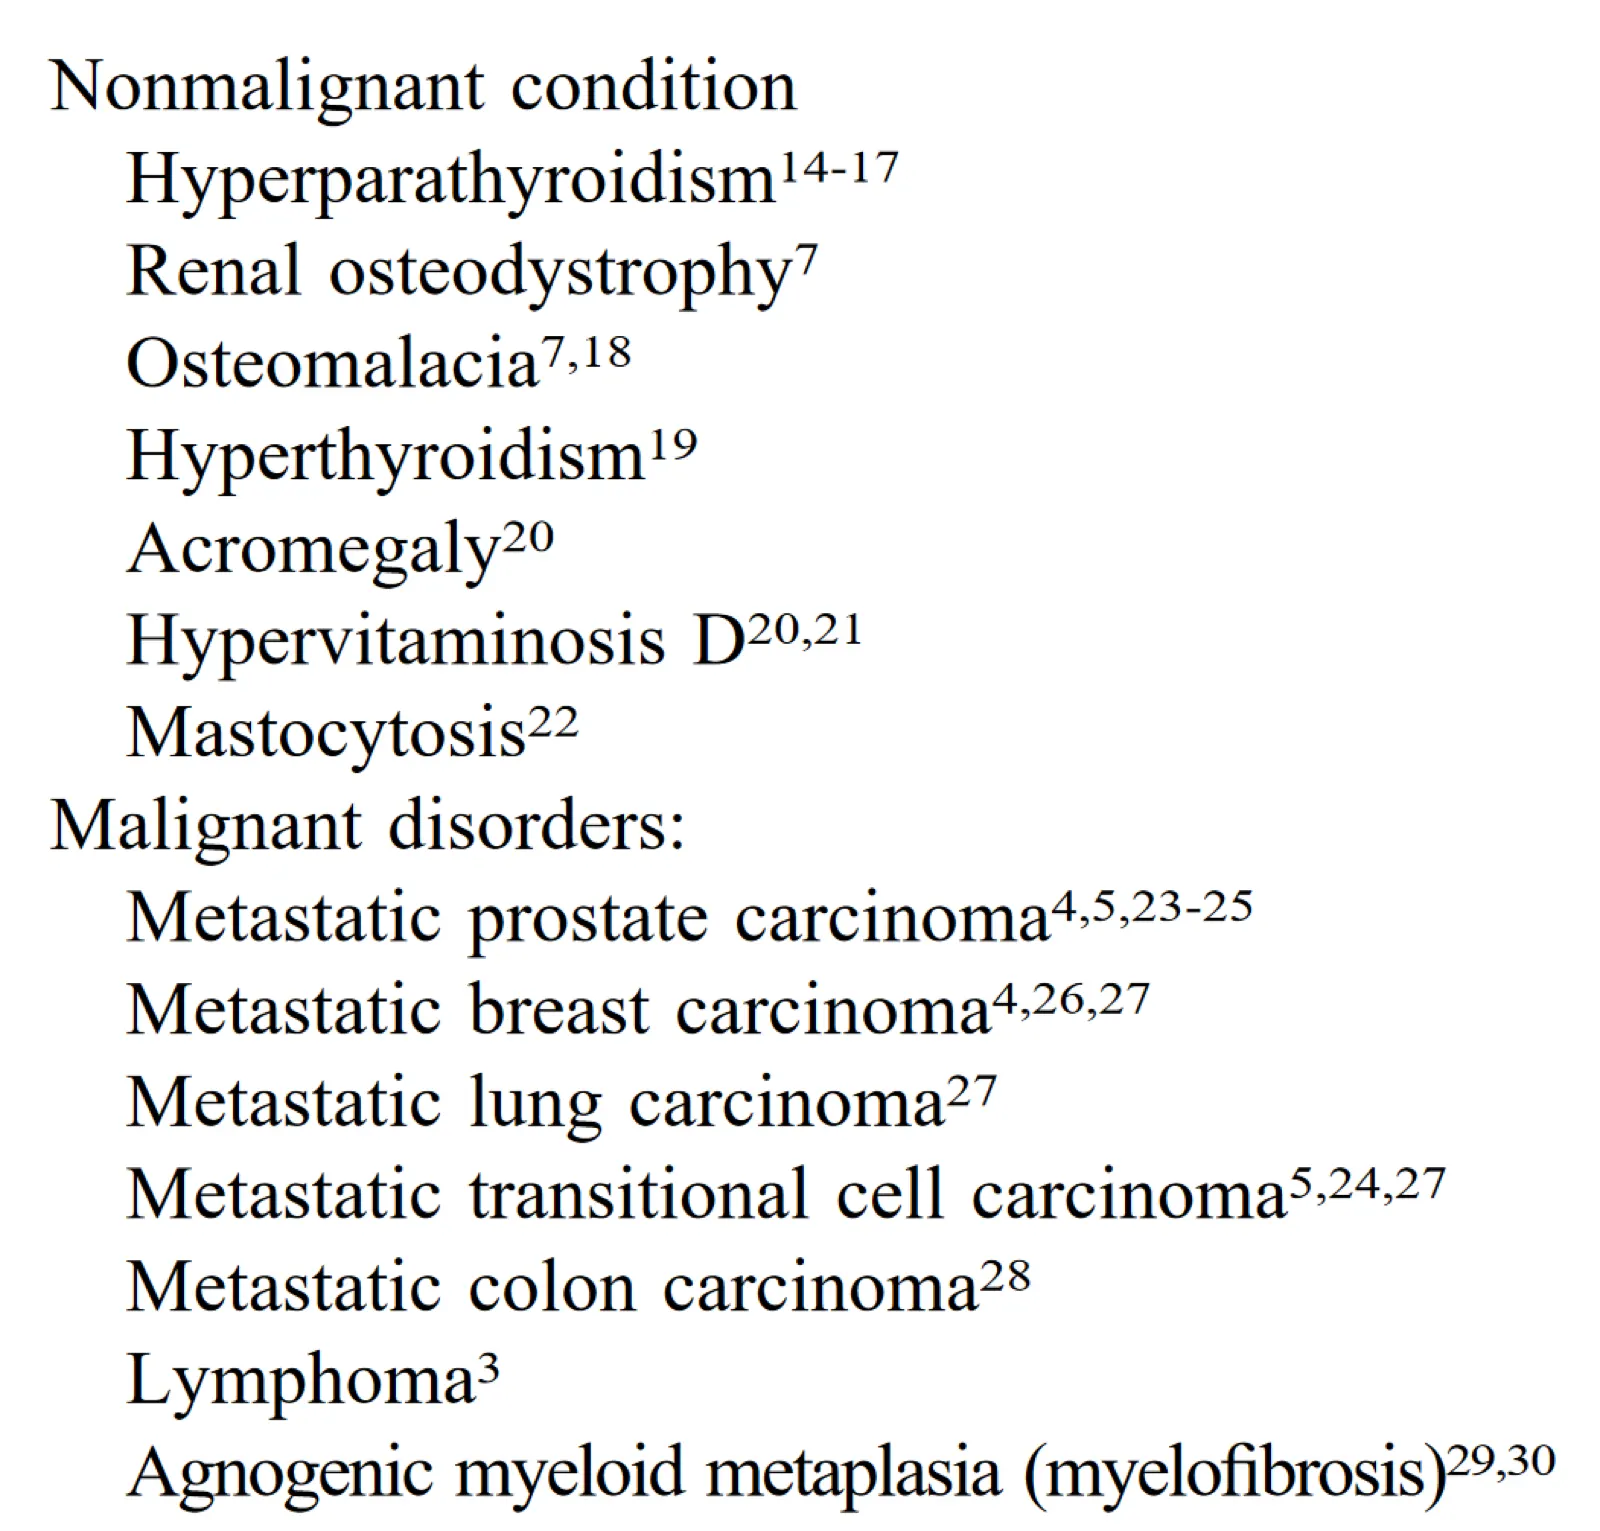 Nonmalignant condition
Hyperparathyroidism14-17
Renal osteodystrophy7
Osteomalacia7,18
Hyperthyroidism19
Acromegaly20
Hypervitaminosis D20,21
Mastocytosis22
Malignant disorders:
Metastatic prostate carcinoma4,5,23-25
Metastatic breast carcinoma4,26,27
Metastatic lung carcinoma27
Metastatic transitional cell carcinoma5,24,27
Metastatic colon carcinoma28
Lymphoma3
Agnogenic myeloid metaplasia (myelofibrosis)29,30